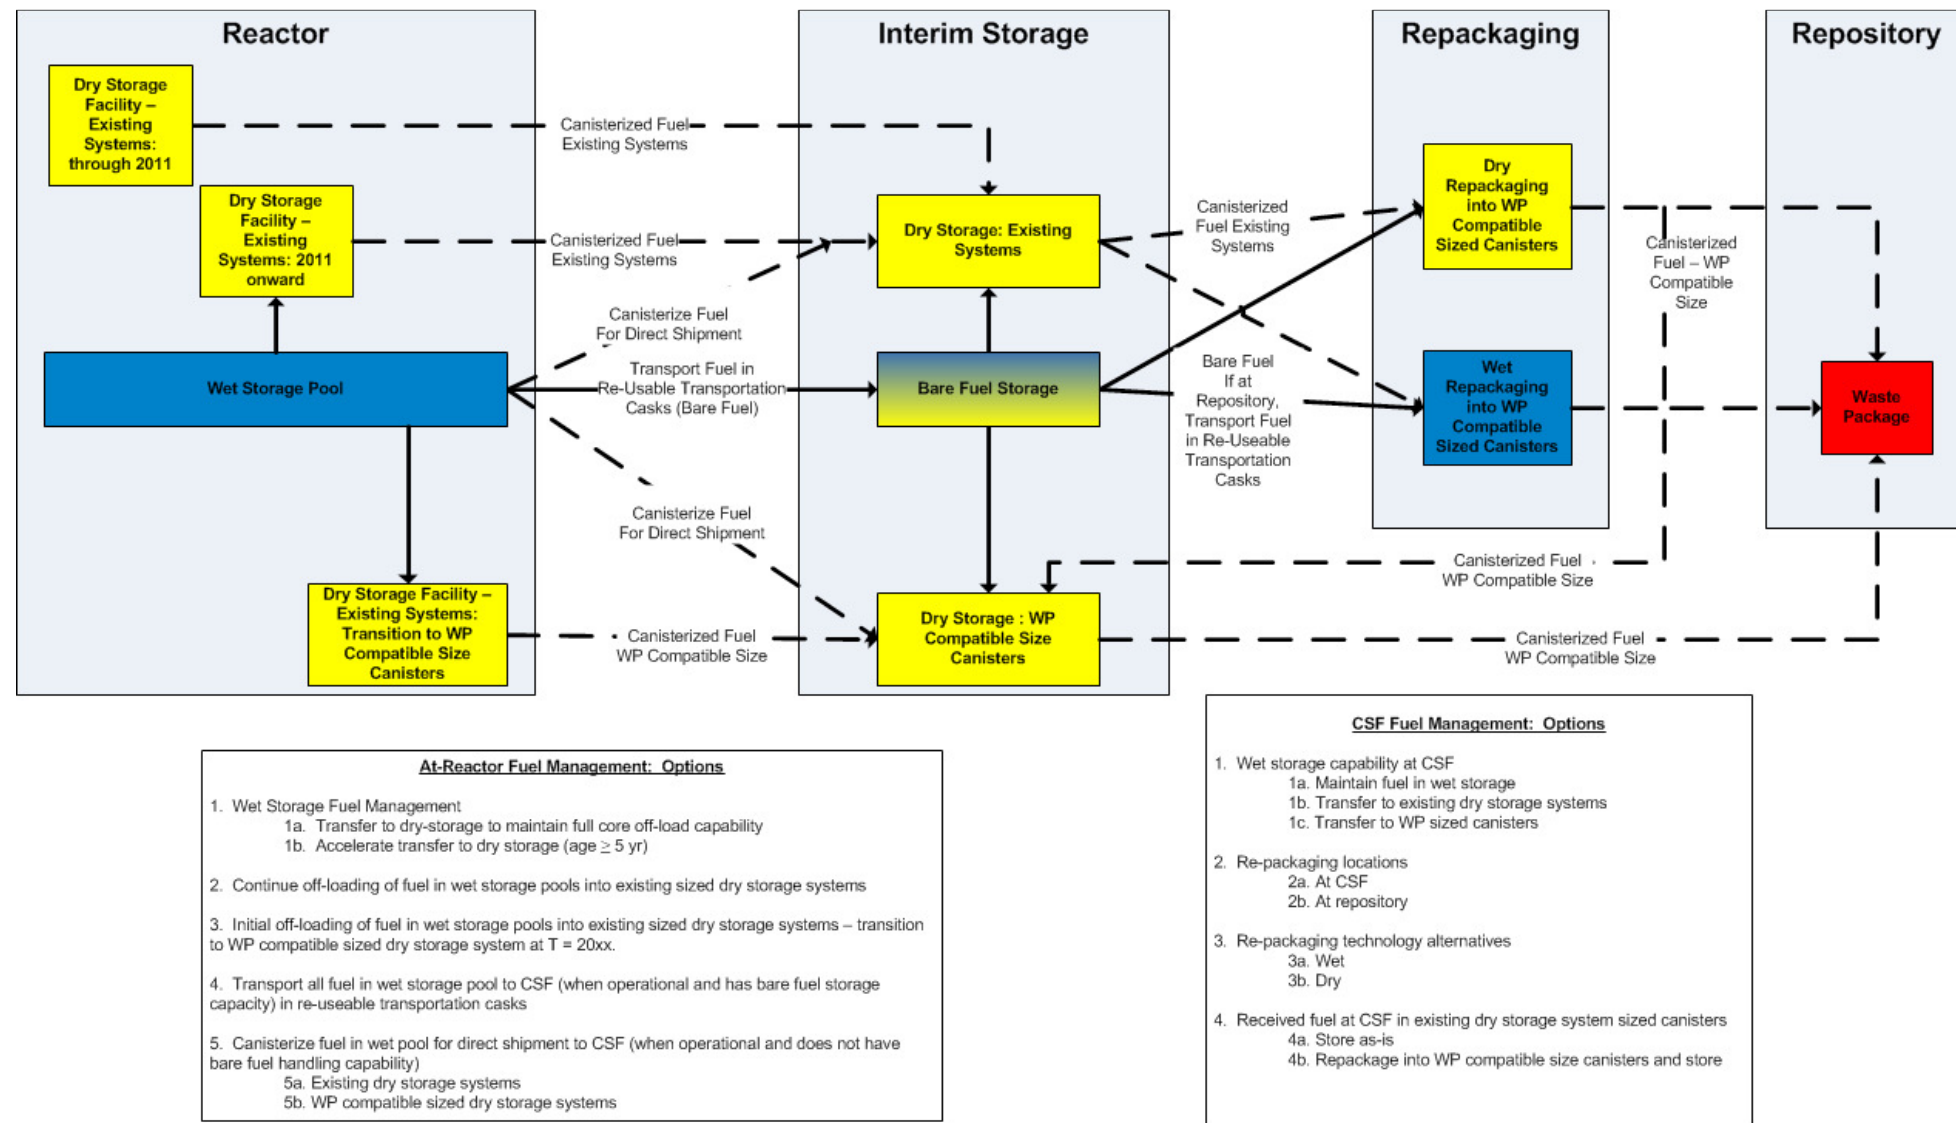 Reactor
Interim Storage
Repackaging
Repository
Dry Storage
Facility –
Existing
Systems:
through 2011
Canisterized Fuel
Existing Systems
Dry Storage
Facility –
Existing
Systems: 2011
onward
Canisterized Fuel
Existing Systems
Dry Storage: Existing
Systems
Canisterized
Fuel Existing
Systems
Dry
Repackaging
into WP
Compatible
Sized Canisters
Canisterized
Fuel – WP
Compatible
Size
Canisterize Fuel
For Direct Shipment
Wet Storage Pool
Transport Fuel in
Re-Usable Transportation
Casks (Bare Fuel)
Bare Fuel Storage
Bare Fuel
If at
Repository,
Transport Fuel
in Re-Useable
Transportation
Casks
Wet
Repackaging
into WP
Compatible
Sized Canisters
Waste
Package
Canisterize Fuel
For Direct Shipment
Canisterized Fuel
WP Compatible Size
Dry Storage Facility –
Existing Systems:
Transition to WP
Compatible Size
Canisters
Canisterized Fuel
WP Compatible Size
Dry Storage : WP
Compatible Size
Canisters
Canisterized Fuel
WP Compatible Size
At-Reactor Fuel Management: Options
1. Wet Storage Fuel Management
1a. Transfer to dry-storage to maintain full core off-load capability
1b. Accelerate transfer to dry storage (age ≥ 5 yr)
2. Continue off-loading of fuel in wet storage pools into existing sized dry storage systems
3. Initial off-loading of fuel in wet storage pools into existing sized dry storage systems – transition
to WP compatible sized dry storage system at T = 20xx.
4. Transport all fuel in wet storage pool to CSF (when operational and has bare fuel storage
capacity) in re-useable transportation casks
5. Canisterize fuel in wet pool for direct shipment to CSF (when operational and does not have
bare fuel handling capability)
5a. Existing dry storage systems
5b. WP compatible sized dry storage systems
CSF Fuel Management: Options
1. Wet storage capability at CSF
1a. Maintain fuel in wet storage
1b. Transfer to existing dry storage systems
1c. Transfer to WP sized canisters
2. Re-packaging locations
2a. At CSF
2b. At repository
3. Re-packaging technology alternatives
3a. Wet
3b. Dry
4. Received fuel at CSF in existing dry storage system sized canisters
4a. Store as-is
4b. Repackage into WP compatible size canisters and store